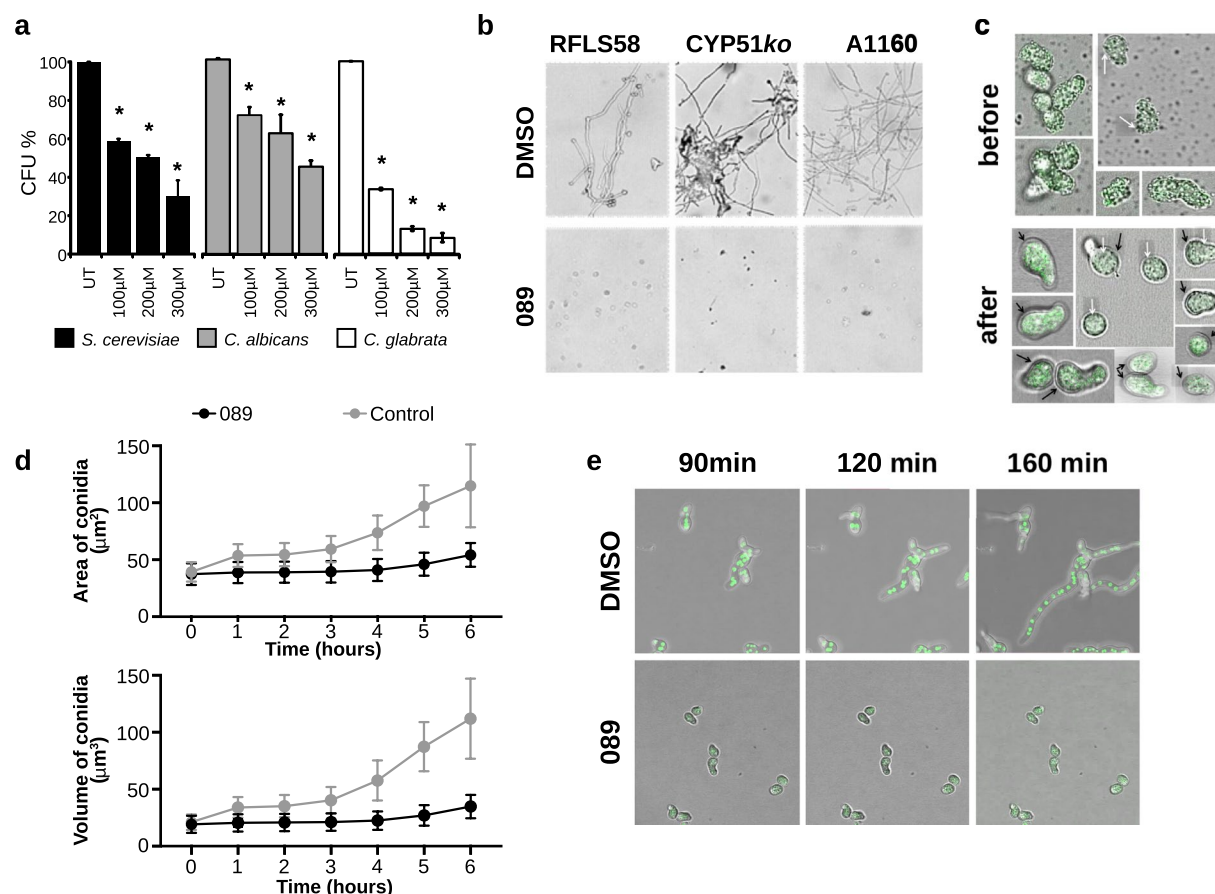 a
CFU %
100
80
60
40
20
0
* * *
* * *
* * *
UT 100μM 200μM 300μM
UT 100μM 200μM 300μM
UT 100μM 200μM 300μM
S. cerevisiae C. albicans C. glabrata
b
RFLS58 CYP51ko A1160
DMSO
089
c
before
after
089 Control
d
Area of conidia
(μm²)
150
100
50
0
0 1 2 3 4 5 6
Time (hours)
Volume of conidia
(μm³)
150
100
50
0
0 1 2 3 4 5 6
Time (hours)
e
90min 120 min 160 min
DMSO
089